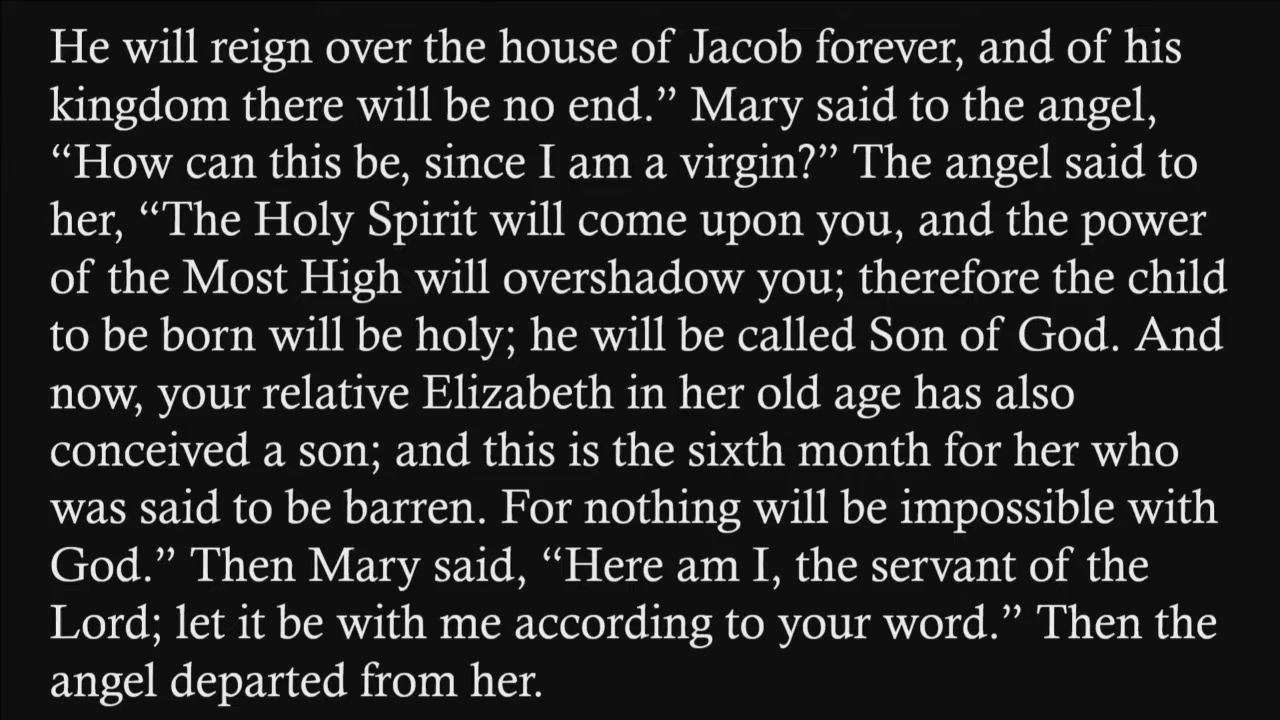 He will reign over the house of Jacob forever, and of his
kingdom there will be no end.” Mary said to the angel,
“How can this be, since I am a virgin?” The angel said to
her, “The Holy Spirit will come upon you, and the power
of the Most High will overshadow you; therefore the child
to be born will be holy; he will be called Son of God. And
now, your relative Elizabeth in her old age has also
conceived a son; and this is the sixth month for her who
was said to be barren. For nothing will be impossible with
God.” Then Mary said, “Here am I, the servant of the
Lord; let it be with me according to your word.” Then the
angel departed from her.